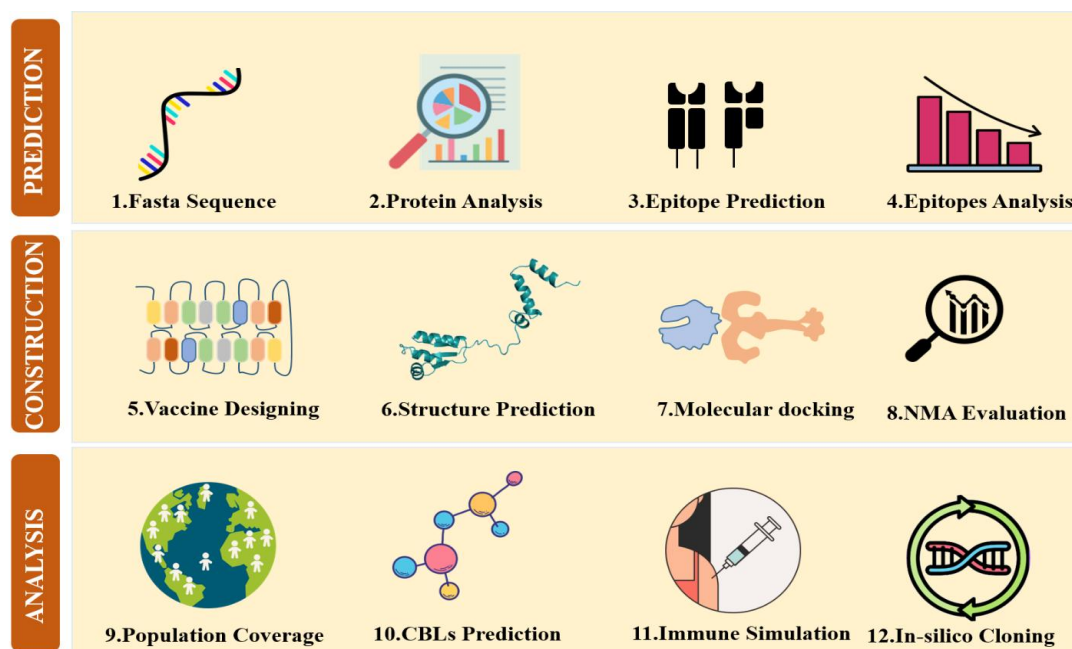 PREDICTION
1.Fasta Sequence
2.Protein Analysis
3.Epitope Prediction
4.Epitopes Analysis
CONSTRUCTION
5.Vaccine Designing
6.Structure Prediction
7.Molecular docking
8.NMA Evaluation
ANALYSIS
9.Population Coverage
10.CBLs Prediction
11.Immune Simulation
12.In-silico Cloning